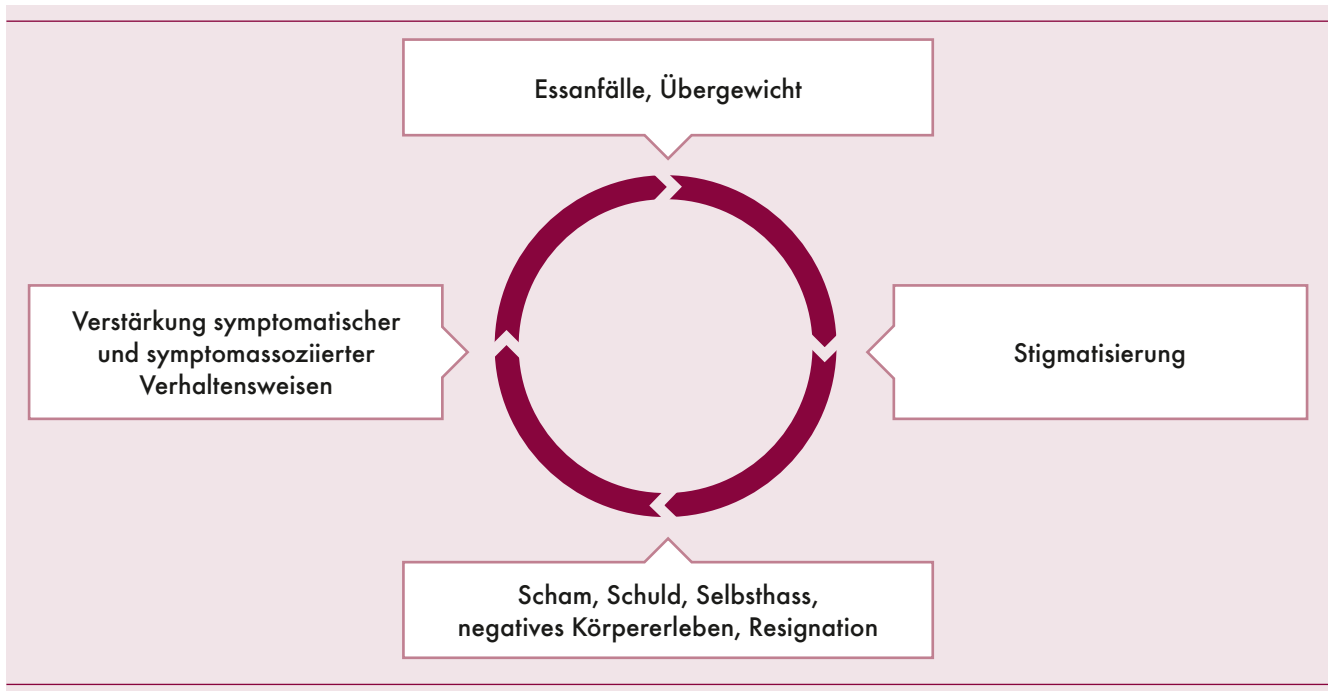 Essanfälle, Übergewicht
Verstärkung symptomatischer
und symptomassoziierter
Verhaltensweisen
Stigmatisierung
Scham, Schuld, Selbsthass,
negatives Körpererleben, Resignation